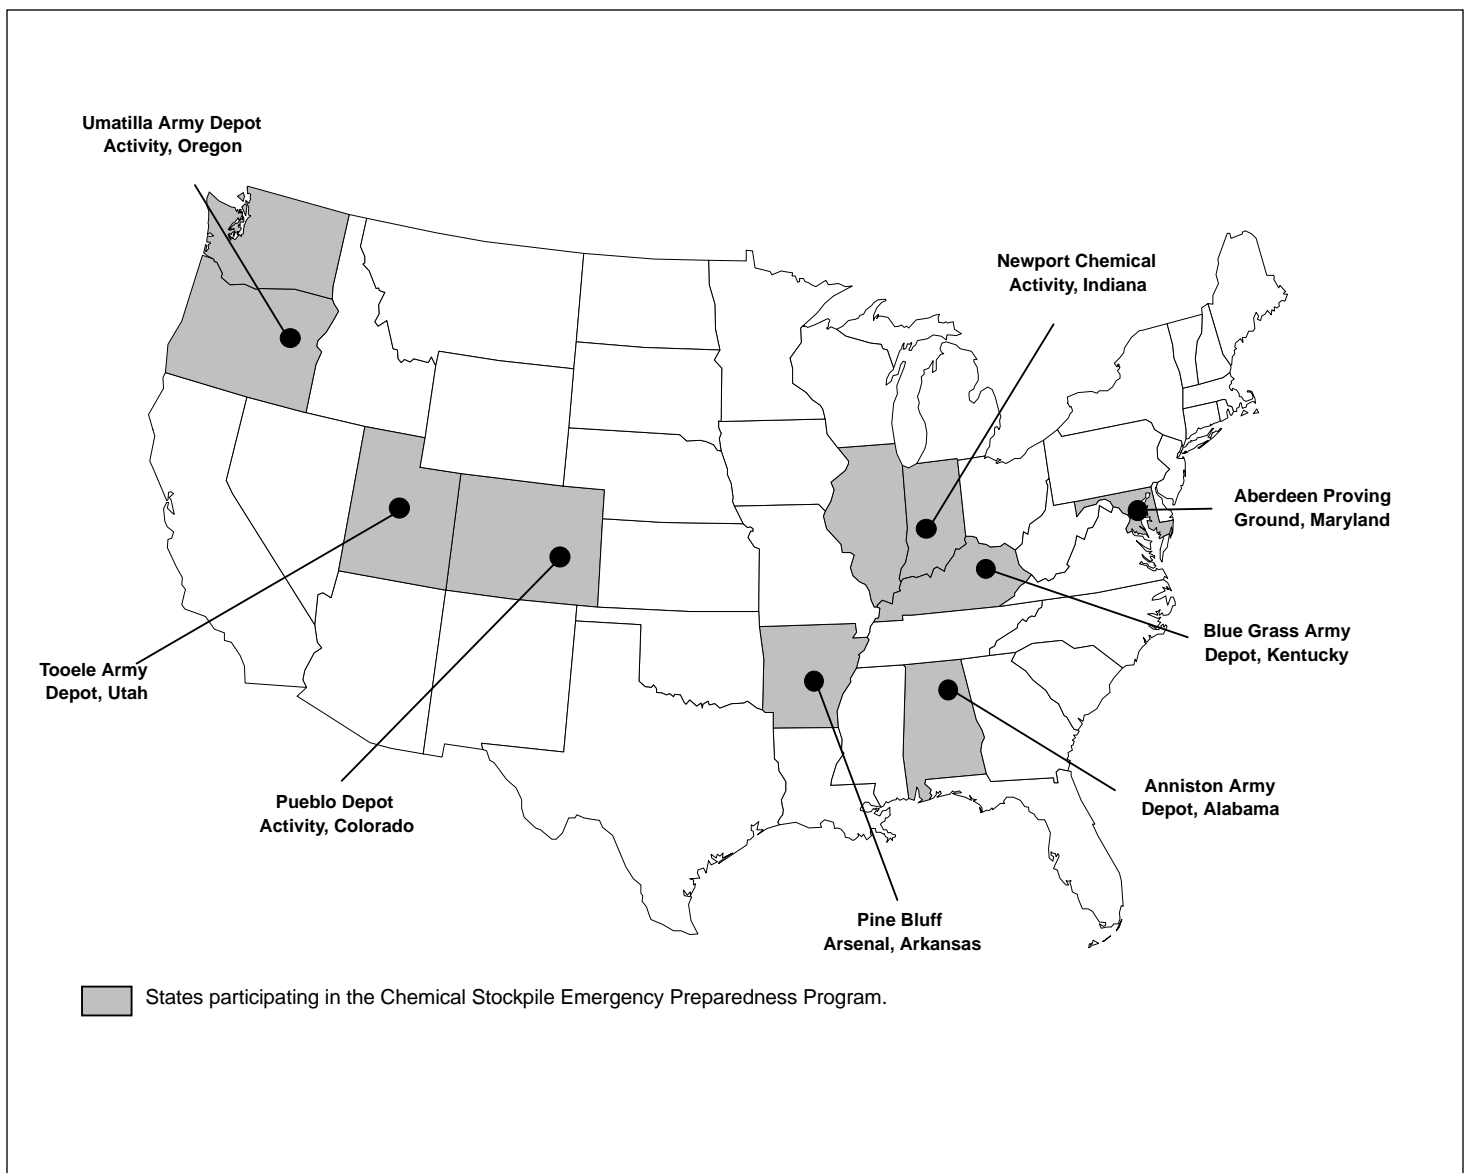 Umatilla Army Depot
Activity, Oregon
Newport Chemical
Activity, Indiana
Aberdeen Proving
Ground, Maryland
Blue Grass Army
Depot, Kentucky
Tooele Army
Depot, Utah
Anniston Army
Depot, Alabama
Pueblo Depot
Activity, Colorado
Pine Bluff
Arsenal, Arkansas
States participating in the Chemical Stockpile Emergency Preparedness Program.